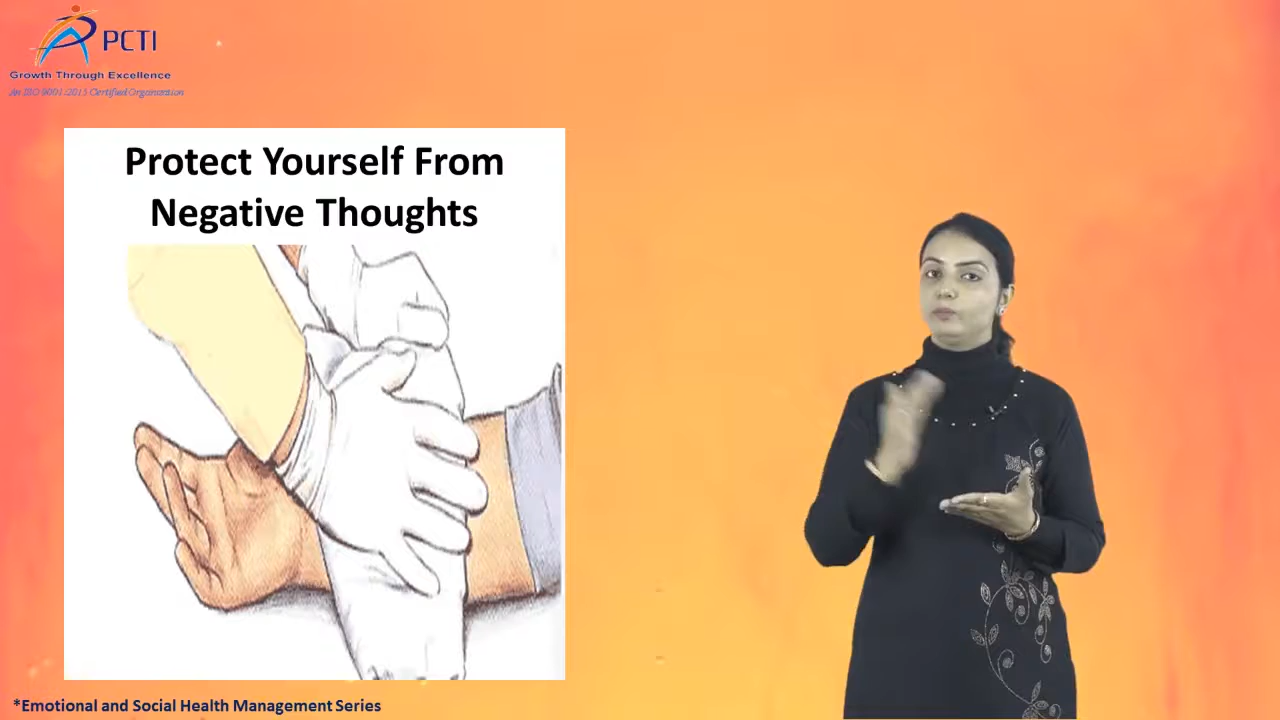 PCTI
Growth Through Excellence
An ISO 9001:2015 Certified Organization
Protect Yourself From
Negative Thoughts
*Emotional and Social Health Management Series